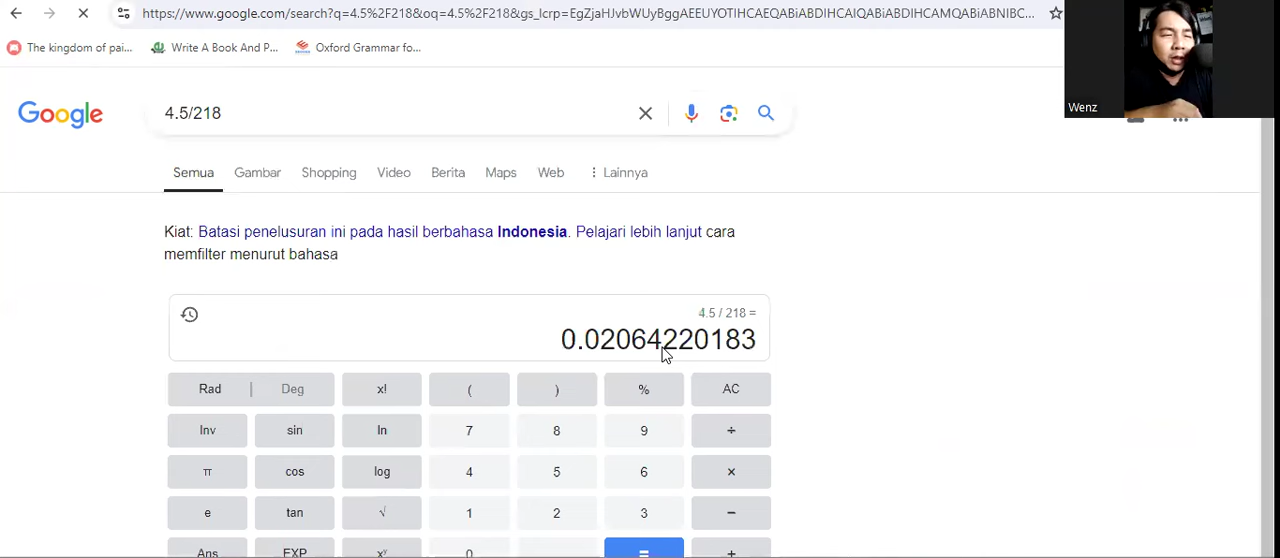 https://www.google.com/search?q=4.5%2F218&oq=4.5%2F218&gs_lcrp=EgZjaHJvbWUyBggAEEUYOTIHCAEQABiABDIHCAIQABiABDIHCAMQABiABNIBC...
The kingdom of pai...
Write A Book And P...
Oxford Grammar fo...
Wenz
Google
4.5/218
Semua
Gambar
Shopping
Video
Berita
Maps
Web
Lainnya
Kiat: Batasi penelusuran ini pada hasil berbahasa Indonesia. Pelajari lebih lanjut cara
memfilter menurut bahasa
4.5 / 218 =
0.02064220183
Rad | Deg x! ( ) % AC
Inv sin ln 7 8 9 ÷
π cos log 4 5 6 ×
e tan √ 1 2 3 −
Ans EXP xʸ 0 . = +